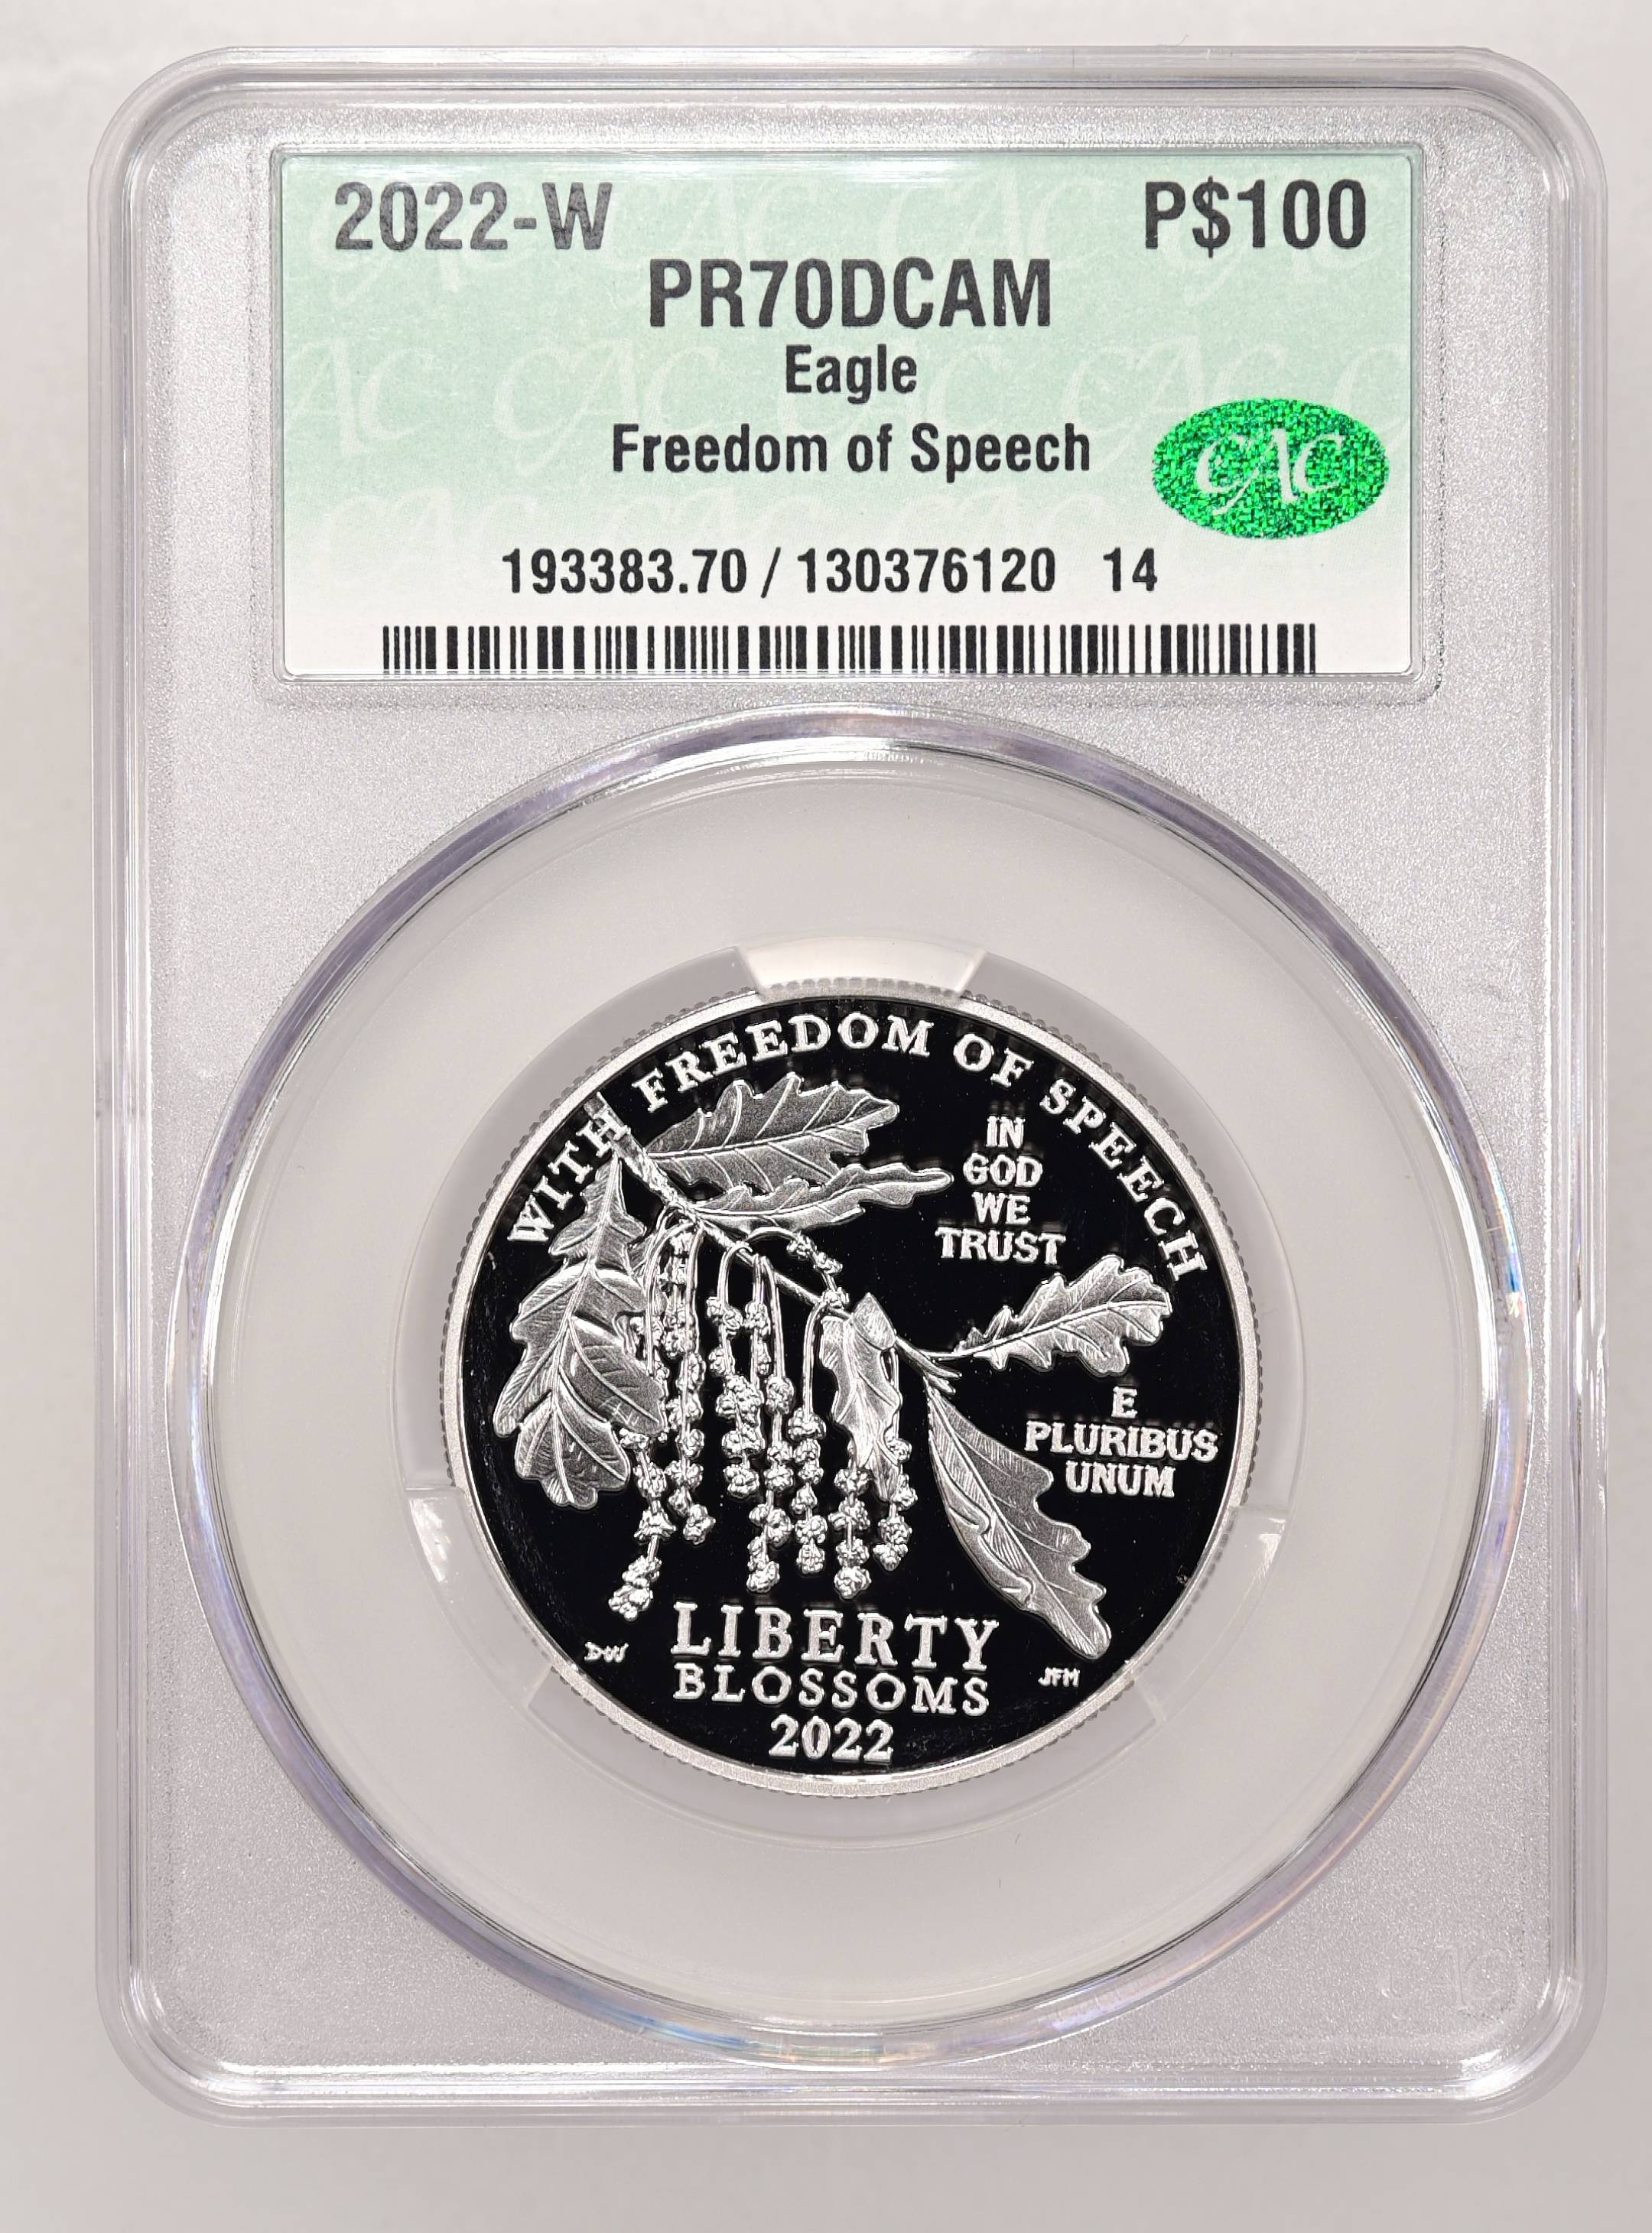 2022-W P$100
PR70DCAM
Eagle
Freedom of Speech
CAC
193383.70 / 130376120 14
WITH FREEDOM OF SPEECH
IN
GOD
WE
TRUST
E
PLURIBUS
UNUM
LIBERTY
BLOSSOMS
2022
DW
JFM